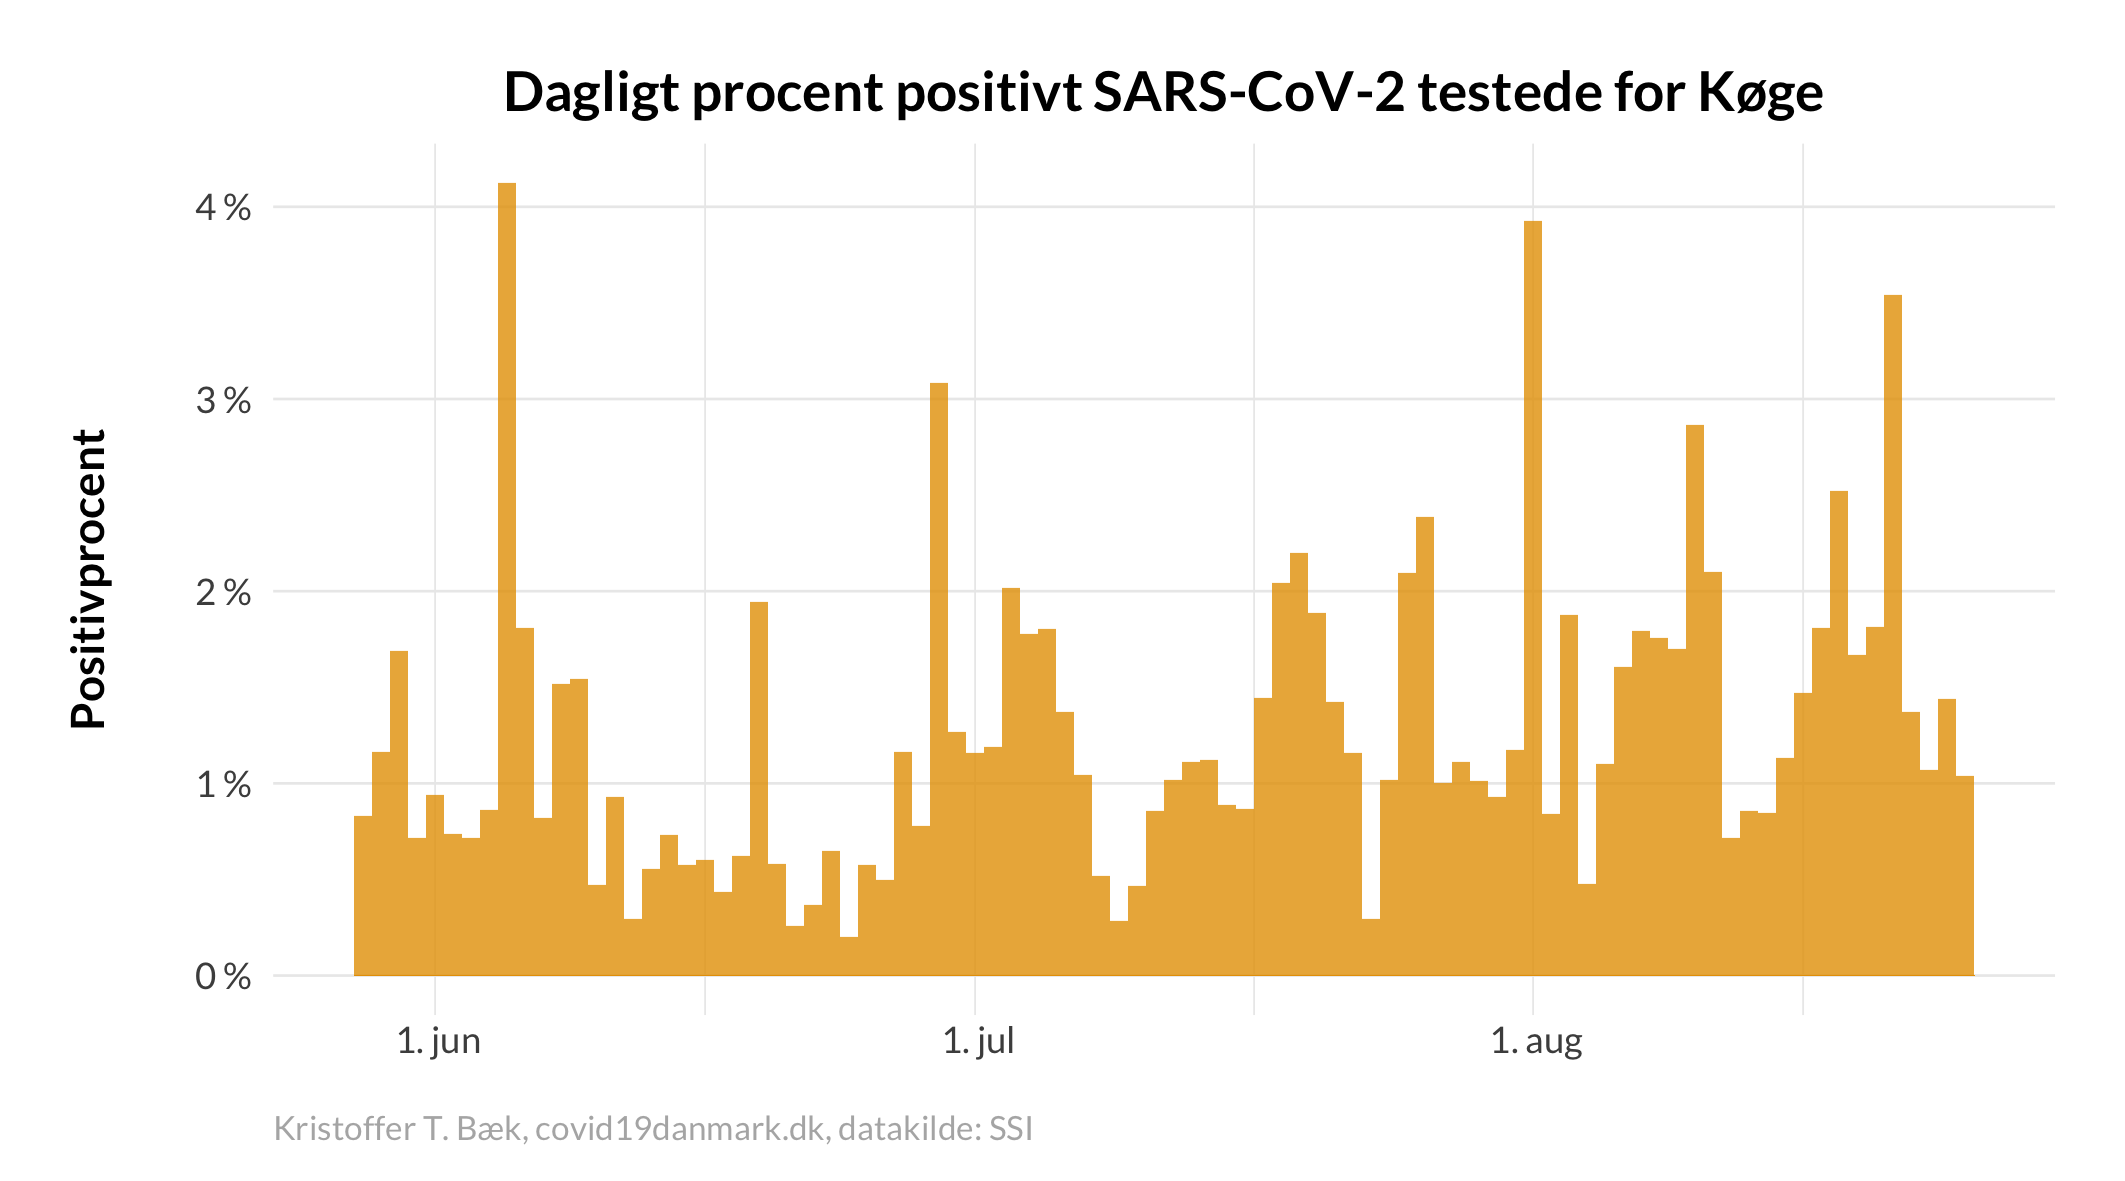 Dagligt procent positivt SARS-CoV-2 testede for Køge
Positivprocent
4 %
3 %
2 %
1 %
0 %
1. jun
1. jul
1. aug
Kristoffer T. Bæk, covid19danmark.dk, datakilde: SSI